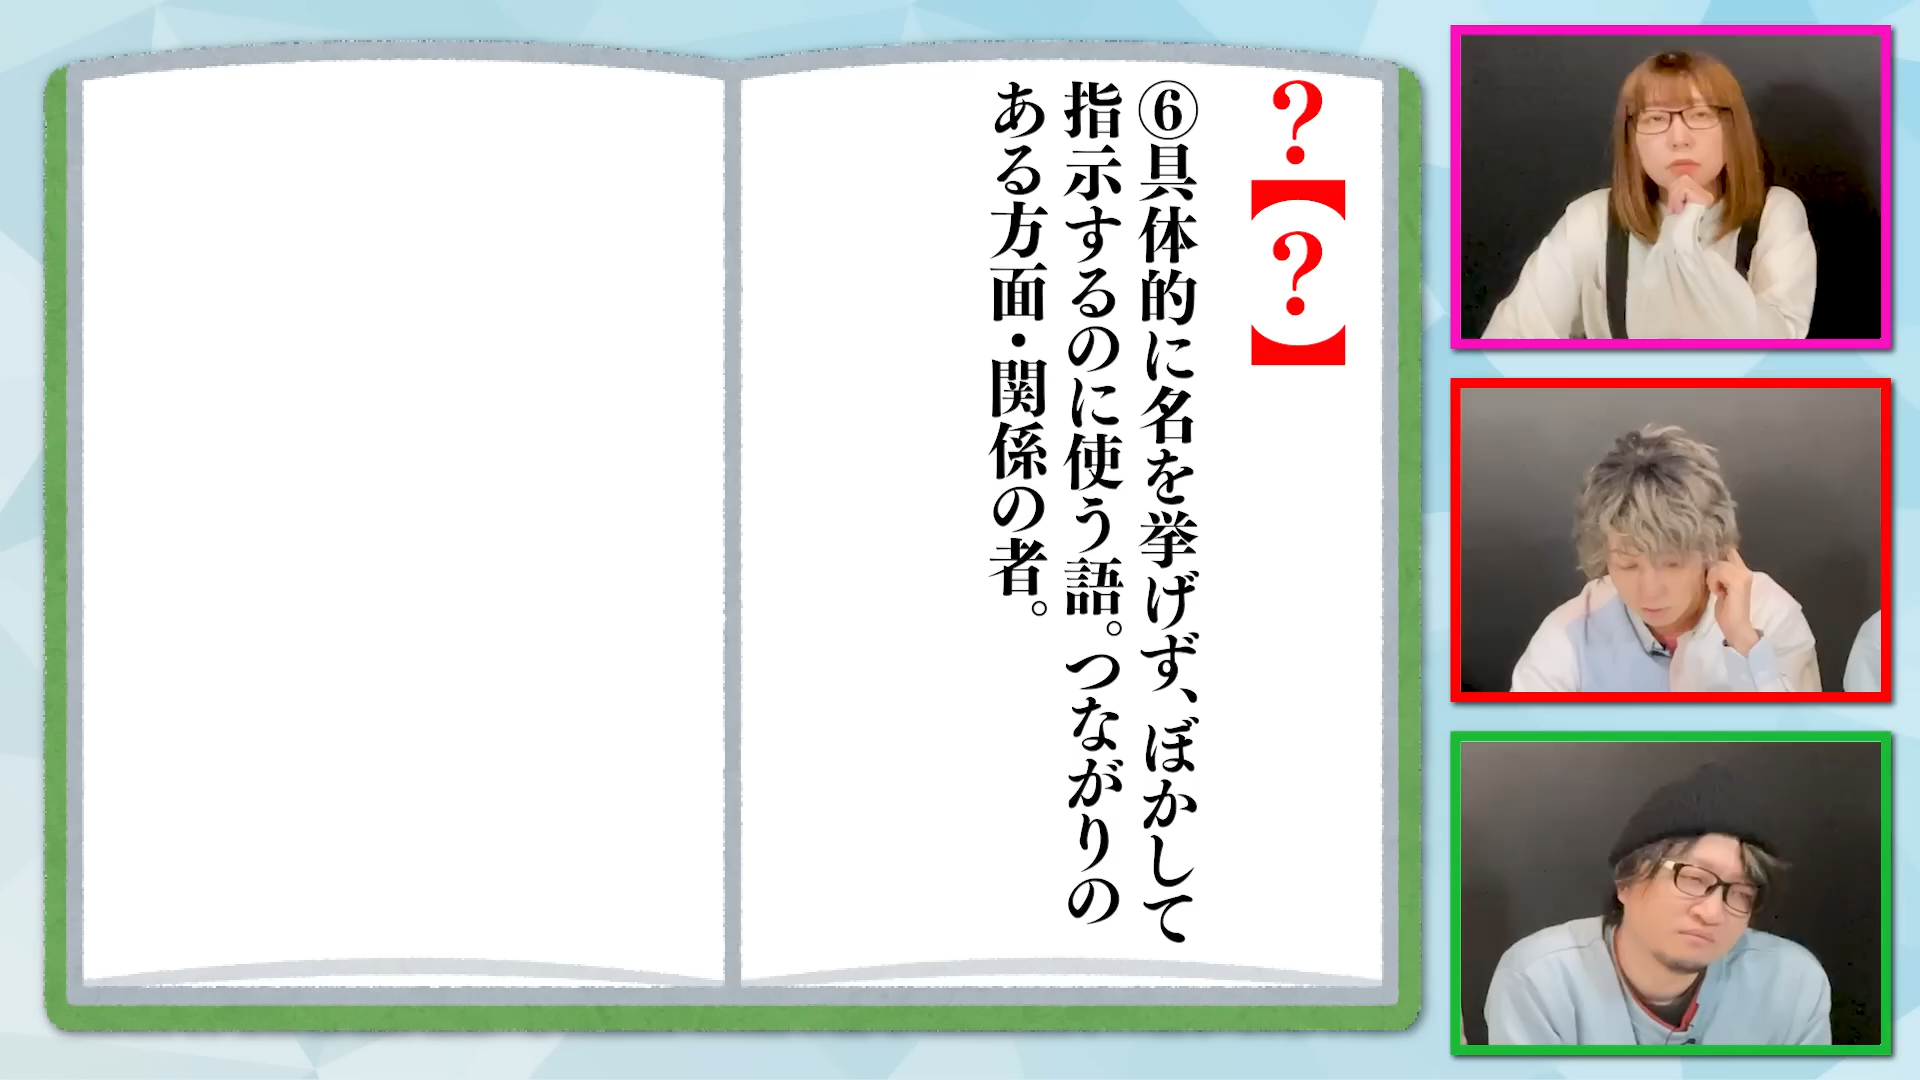 ？【？】
⑥具体的に名を挙げず、ぼかして
指示するのに使う語。つながりの
ある方面・関係の者。